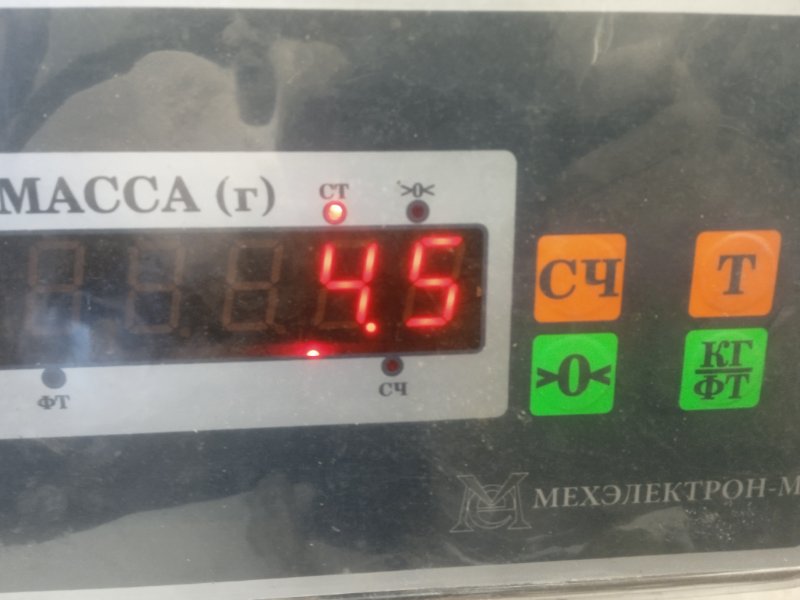 МАССА (г)
СТ
>0<
4.5
ФТ
СЧ
СЧ
Т
>0<
КГ
ФТ
МЕХЭЛЕКТРОН-М